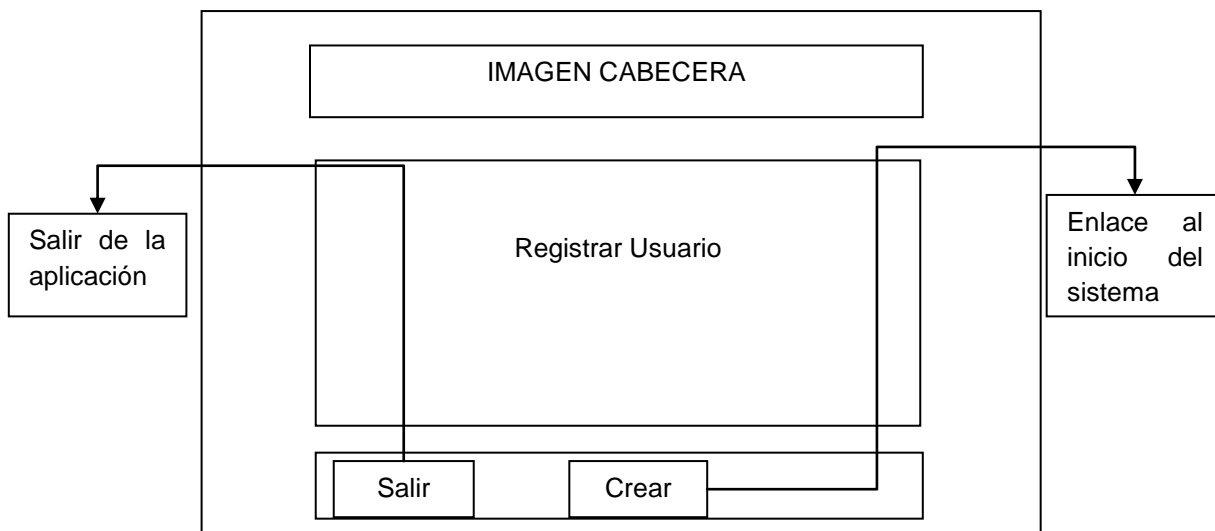 IMAGEN CABECERA
Salir de la
aplicación
Registrar Usuario
Enlace al
inicio del
sistema
Salir
Crear